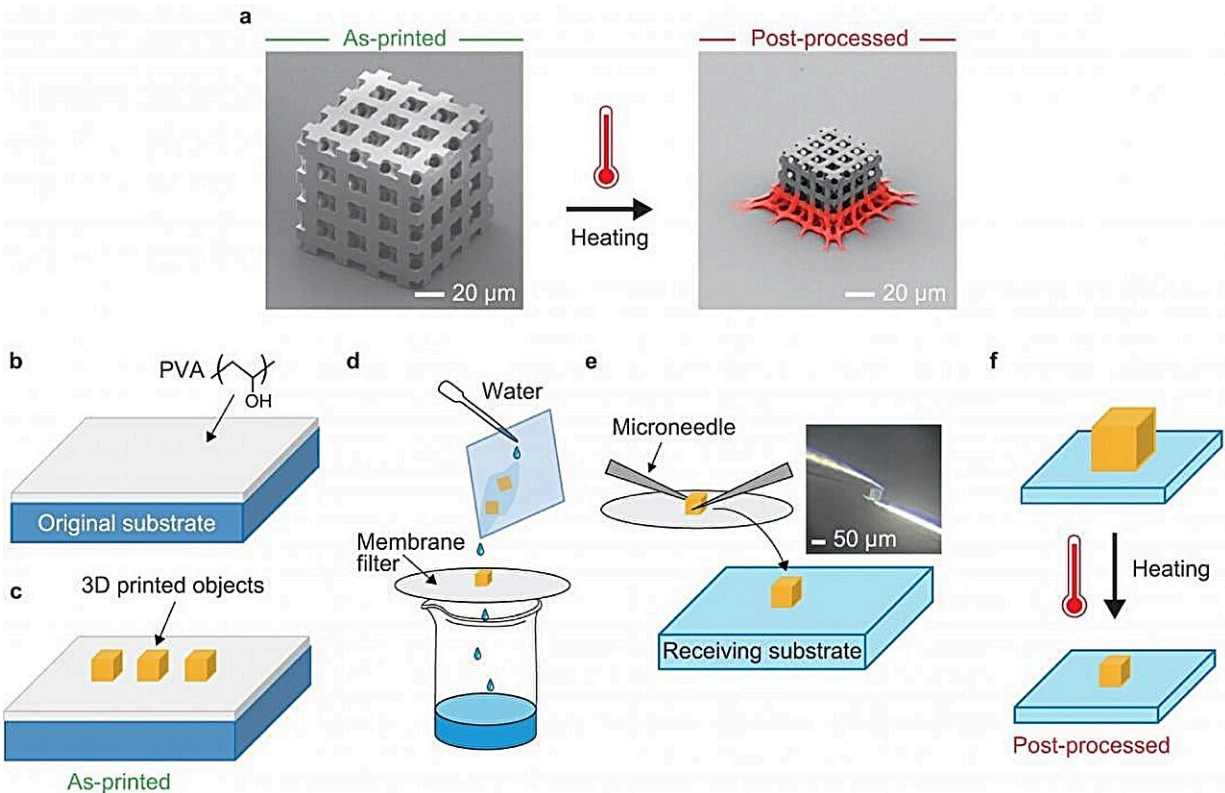 a
As-printed
Post-processed
Heating
20 µm
20 µm
b
PVA
OH
Original substrate
c
3D printed objects
As-printed
d
Water
Membrane
filter
e
Microneedle
50 µm
Receiving substrate
f
Heating
Post-processed